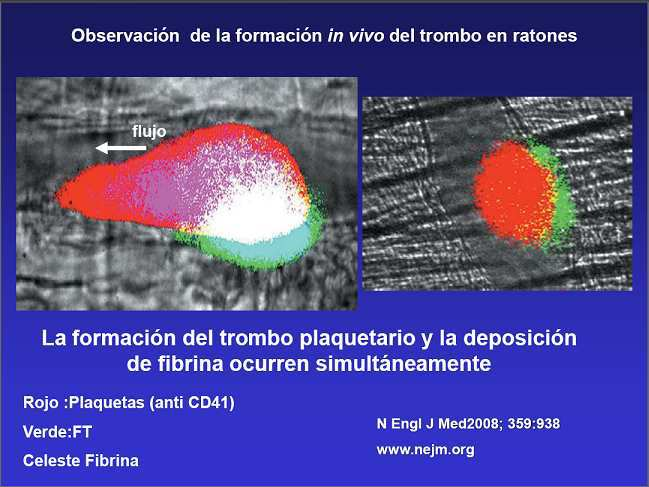 Observación de la formación in vivo del trombo en ratones
flujo
La formación del trombo plaquetario y la deposición
de fibrina ocurren simultáneamente
Rojo :Plaquetas (anti CD41)
Verde:FT
Celeste Fibrina
N Engl J Med2008; 359:938
www.nejm.org